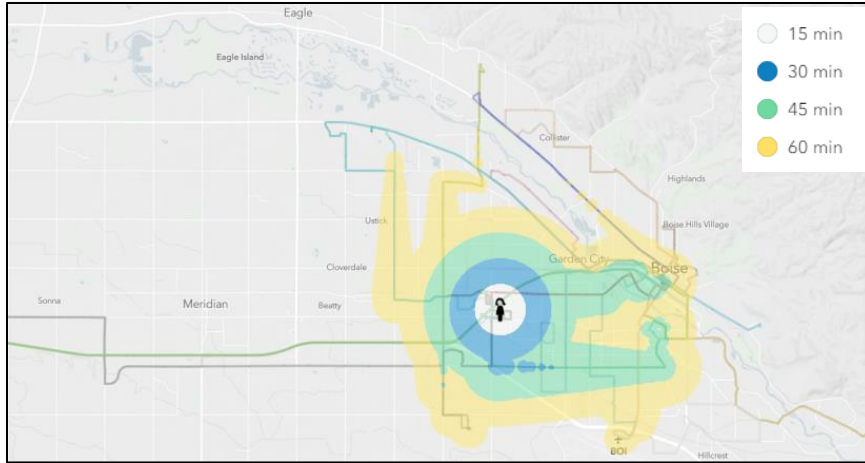 Eagle
15 min
Eagle Island
30 min
45 min
Collister
60 min
Highlands
Ustick
Boise Hills Village
Garden City
Cloverdale
Boise
Sonna
Meridian
Beatty
BOI
Hillcrest